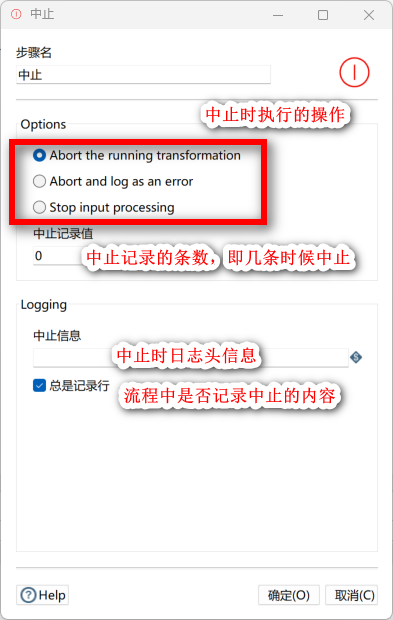 中止
步骤名
中止
中止时执行的操作
Options
Abort the running transformation
Abort and log as an error
Stop input processing
中止记录值
0
中止记录的条数，即几条时候中止
Logging
中止信息
中止时日志头信息
总是记录行
流程中是否记录中止的内容
Help
确定(O)
取消(C)